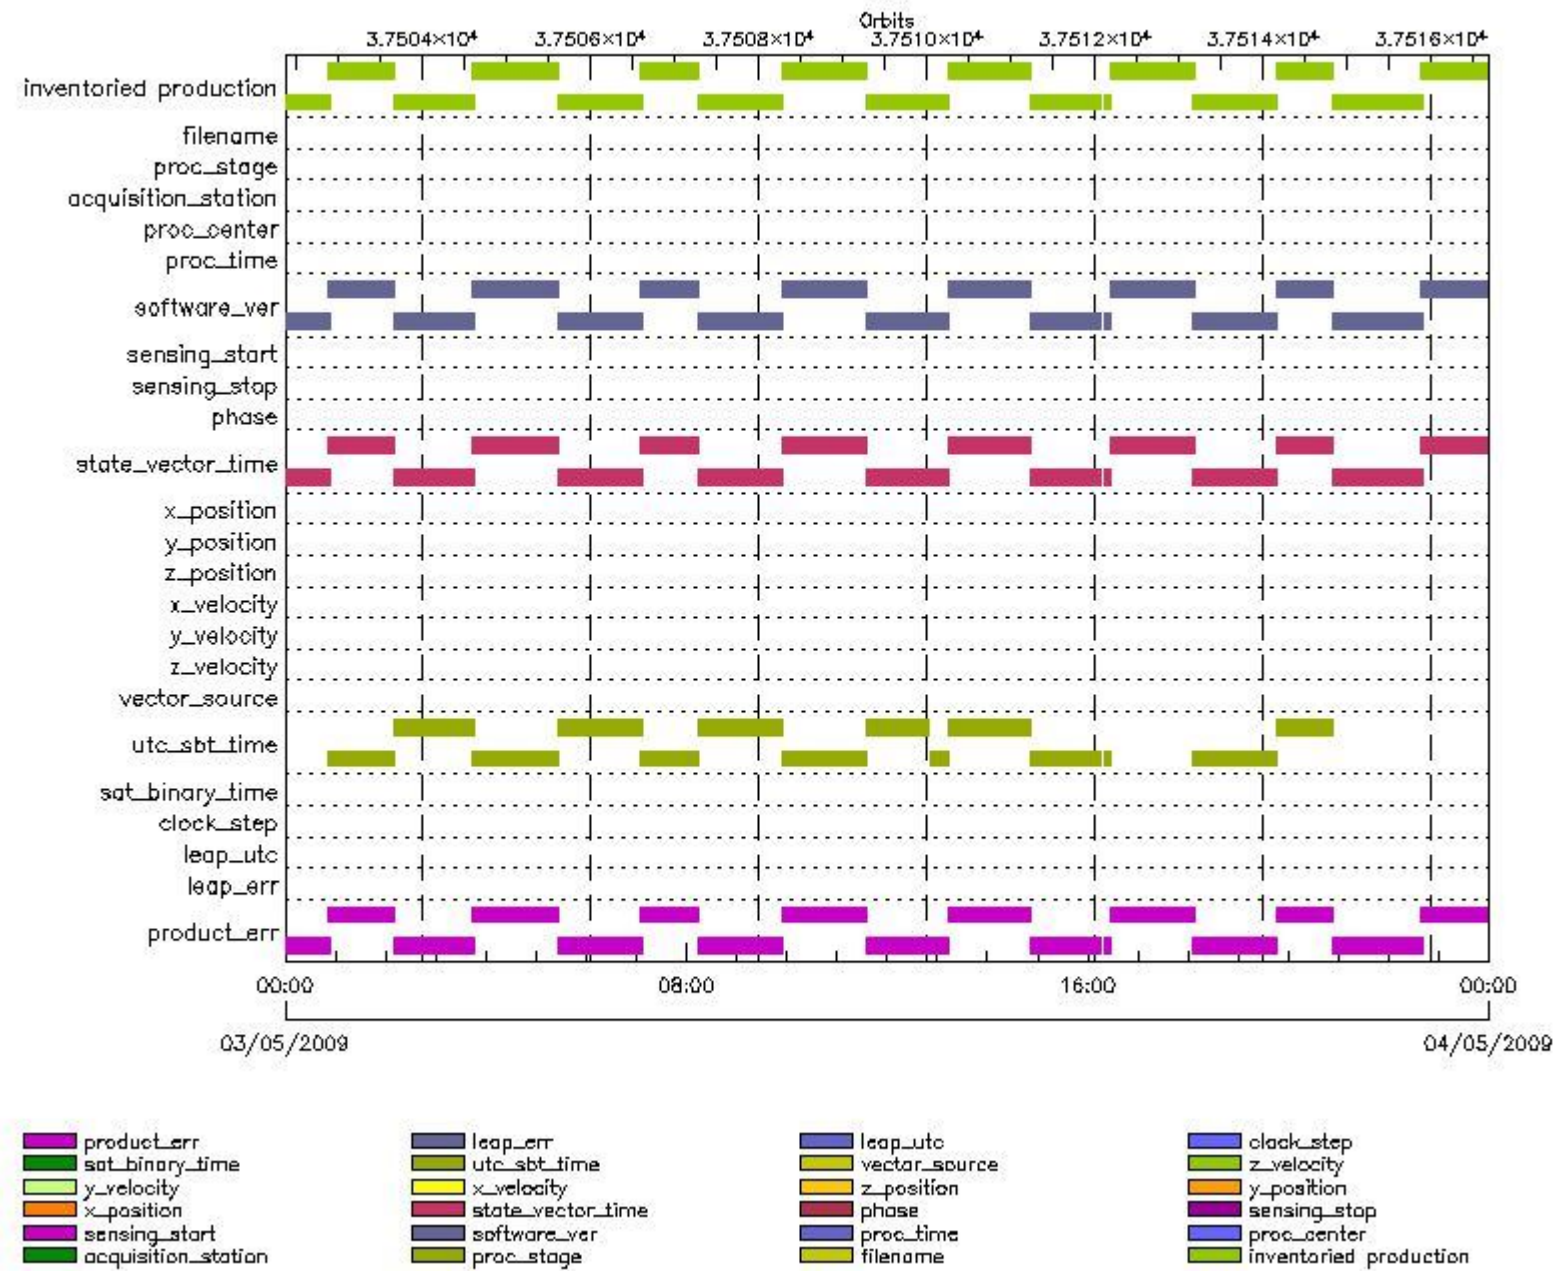 Orbits
3.7504×10⁴ 3.7506×10⁴ 3.7508×10⁴ 3.7510×10⁴ 3.7512×10⁴ 3.7514×10⁴ 3.7516×10⁴
inventoried production
filename
proc_stage
acquisition_station
proc_center
proc_time
software_ver
sensing_start
sensing_stop
phase
state_vector_time
x_position
y_position
z_position
x_velocity
y_velocity
z_velocity
vector_source
utc_sbt_time
sat_binary_time
clock_step
leap_utc
leap_err
product_err
00:00 08:00 16:00 00:00
03/05/2009 04/05/2009
product_err leap_err leap_utc clock_step
sat_binary_time utc_sbt_time vector_source z_velocity
y_velocity x_velocity z_position y_position
x_position state_vector_time phase sensing_stop
sensing_start software_ver proc_time proc_center
acquisition_station proc_stage filename inventoried production